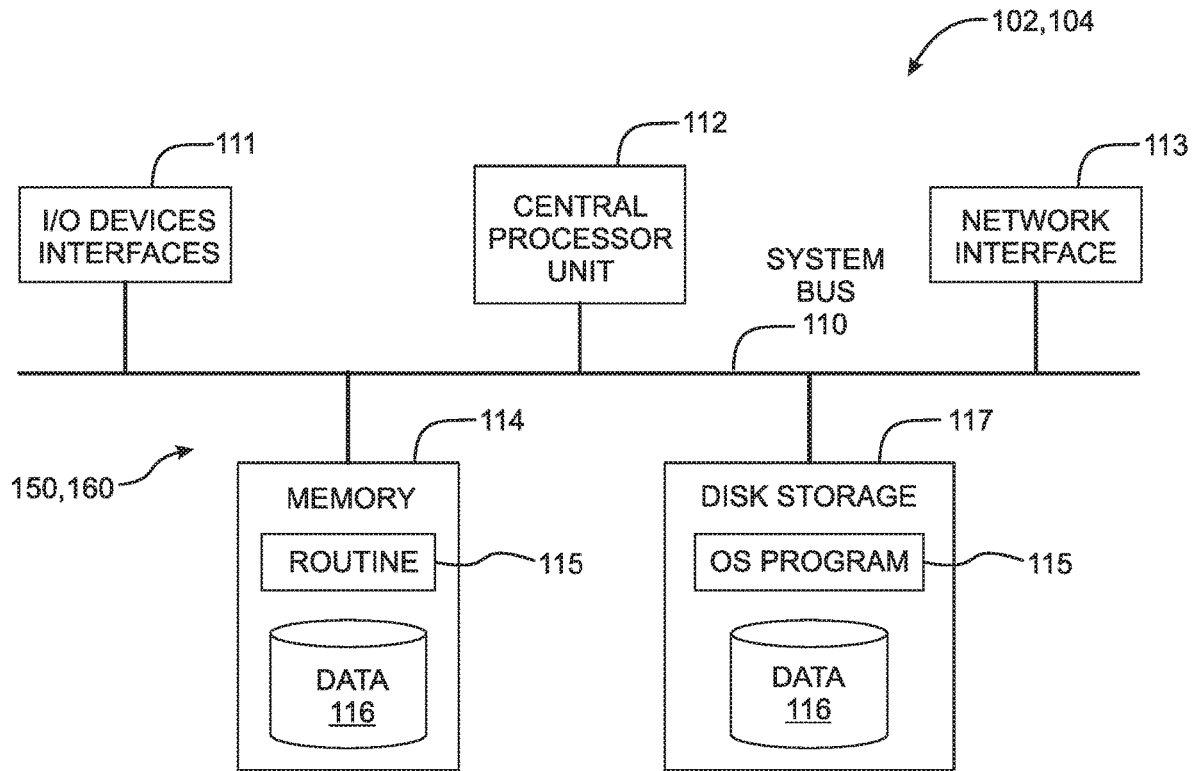 102,104
111
112
113
I/O DEVICES
INTERFACES
CENTRAL
PROCESSOR
UNIT
NETWORK
INTERFACE
SYSTEM
BUS
110
114
117
150,160
MEMORY
DISK STORAGE
ROUTINE
115
OS PROGRAM
115
DATA
116
DATA
116